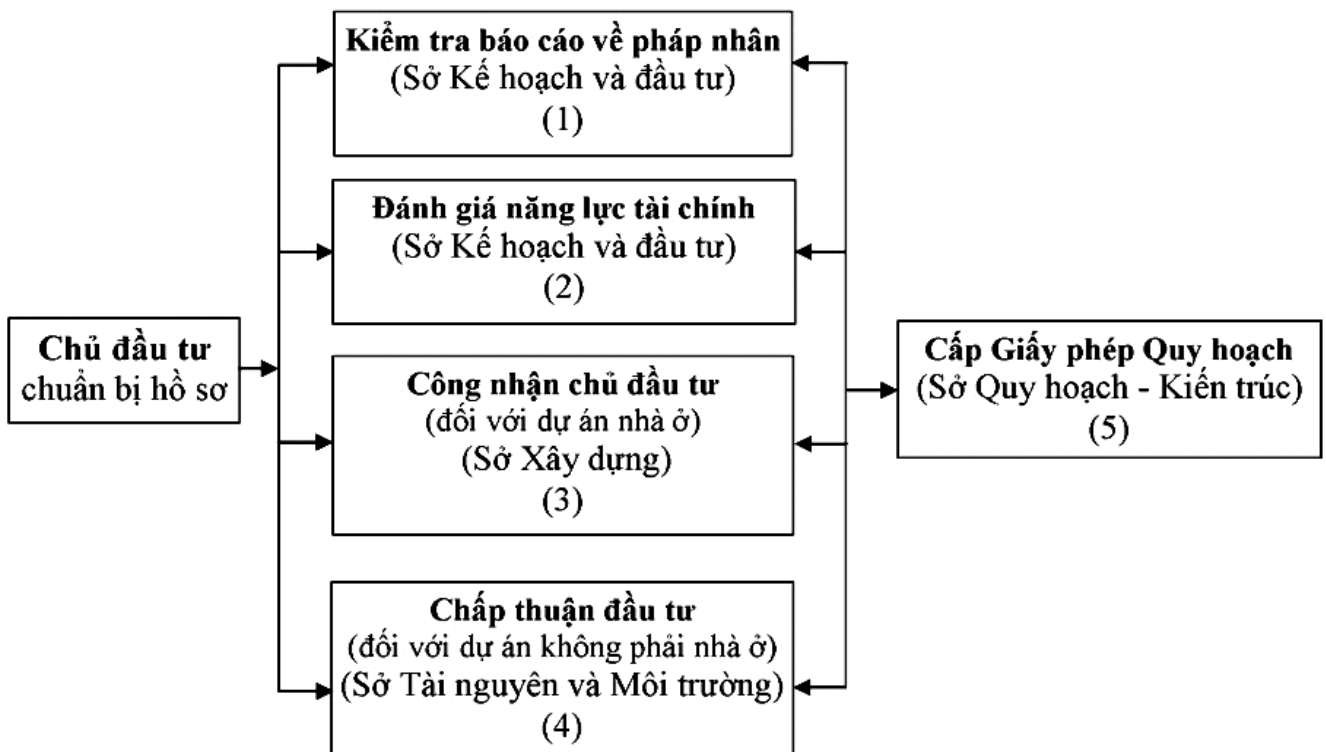 Kiểm tra báo cáo về pháp nhân
(Sở Kế hoạch và đầu tư)
(1)
Đánh giá năng lực tài chính
(Sở Kế hoạch và đầu tư)
(2)
Chủ đầu tư
chuẩn bị hồ sơ
Công nhận chủ đầu tư
(đối với dự án nhà ở)
(Sở Xây dựng)
(3)
Chấp thuận đầu tư
(đối với dự án không phải nhà ở)
(Sở Tài nguyên và Môi trường)
(4)
Cấp Giấy phép Quy hoạch
(Sở Quy hoạch - Kiến trúc)
(5)